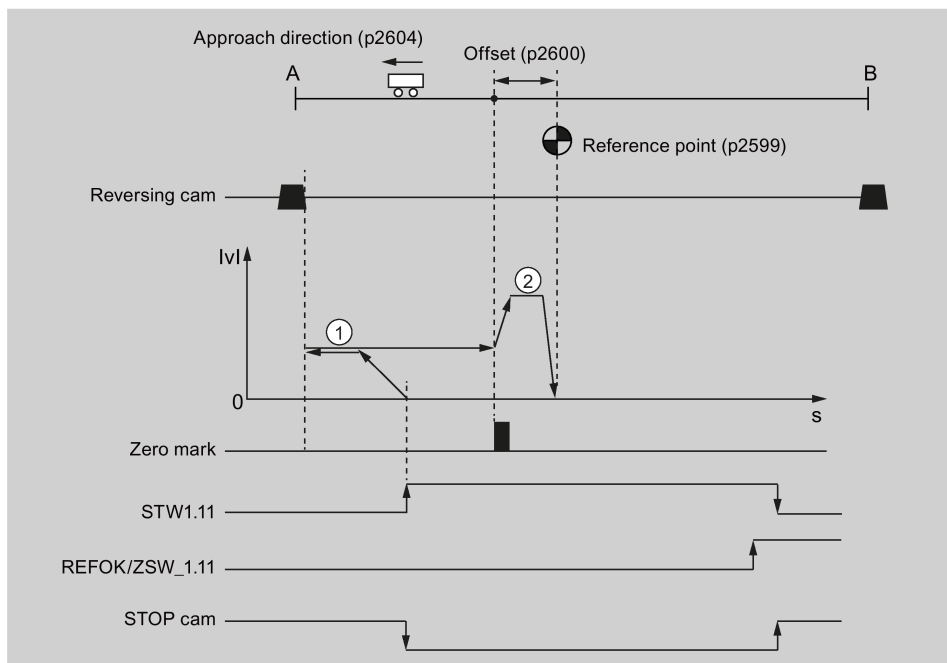 Approach direction (p2604)
Offset (p2600)
A
B
Reference point (p2599)
Reversing cam
IvI
2
1
0
s
Zero mark
STW1.11
REFOK/ZSW_1.11
STOP cam